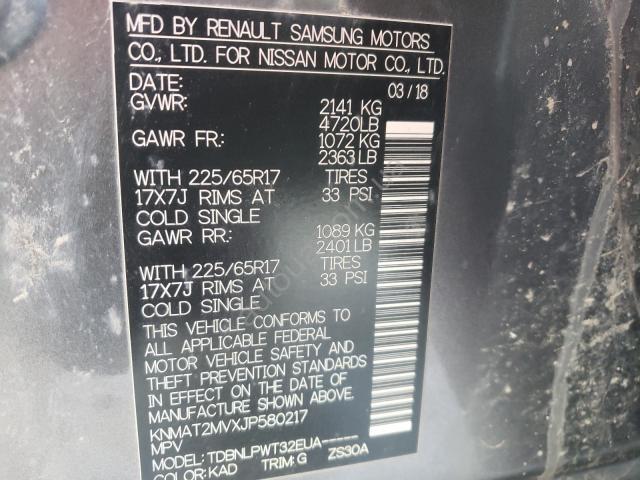 MFD BY RENAULT SAMSUNG MOTORS
CO., LTD. FOR NISSAN MOTOR CO., LTD.
DATE: 03/18
GVWR: 2141 KG
4720LB
GAWR FR: 1072 KG
2363LB
WITH 225/65R17 TIRES
17X7J RIMS AT 33 PSI
COLD SINGLE
GAWR RR: 1089 KG
2401LB
WITH 225/65R17 TIRES
17X7J RIMS AT 33 PSI
COLD SINGLE
THIS VEHICLE CONFORMS TO
ALL APPLICABLE FEDERAL
MOTOR VEHICLE SAFETY AND
THEFT PREVENTION STANDARDS
IN EFFECT ON THE DATE OF
MANUFACTURE SHOWN ABOVE.
KNMAT2MVXJP580217
MPV
MODEL: TDBNLPWT32EUA-----
COLOR: KAD TRIM: G ZS30A